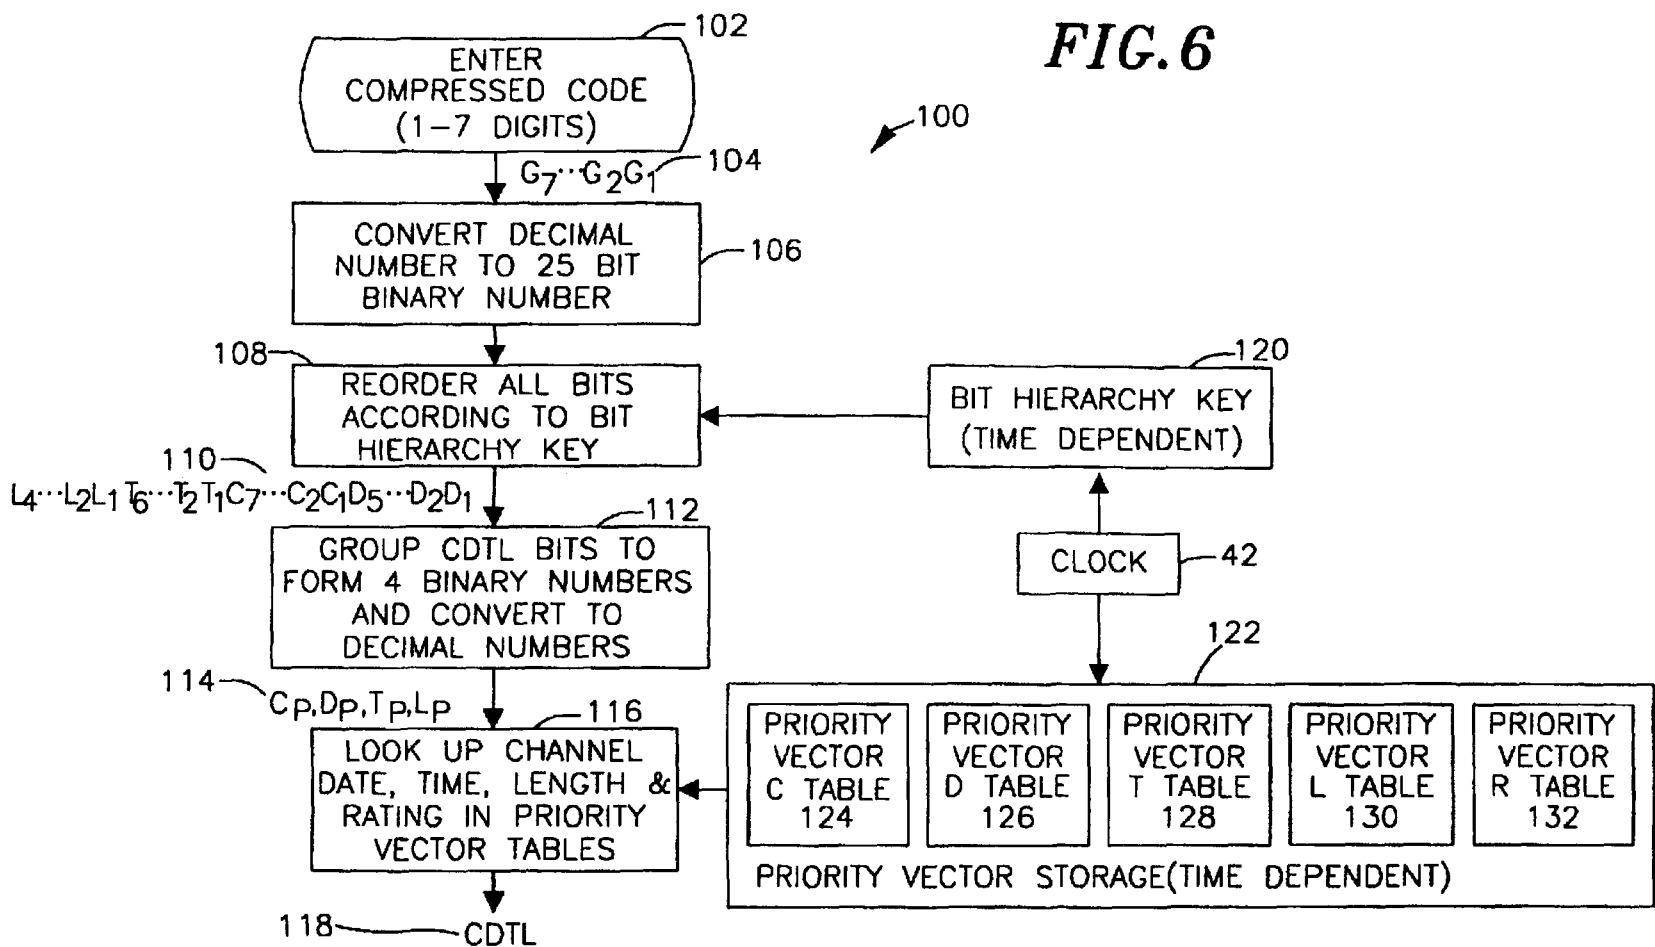 FIG.6
102
ENTER
COMPRESSED CODE
(1-7 DIGITS)
100
G7...G2G1
104
CONVERT DECIMAL
NUMBER TO 25 BIT
BINARY NUMBER
106
108
REORDER ALL BITS
ACCORDING TO BIT
HIERARCHY KEY
120
BIT HIERARCHY KEY
(TIME DEPENDENT)
110
L4...L2L1T6...T2T1C7...C2C1D5...D2D1
112
GROUP CDTL BITS TO
FORM 4 BINARY NUMBERS
AND CONVERT TO
DECIMAL NUMBERS
CLOCK
42
122
114
CP,DP,TP,LP
116
LOOK UP CHANNEL
DATE, TIME, LENGTH &
RATING IN PRIORITY
VECTOR TABLES
PRIORITY
VECTOR
C TABLE
124
PRIORITY
VECTOR
D TABLE
126
PRIORITY
VECTOR
T TABLE
128
PRIORITY
VECTOR
L TABLE
130
PRIORITY
VECTOR
R TABLE
132
PRIORITY VECTOR STORAGE(TIME DEPENDENT)
118
CDTL